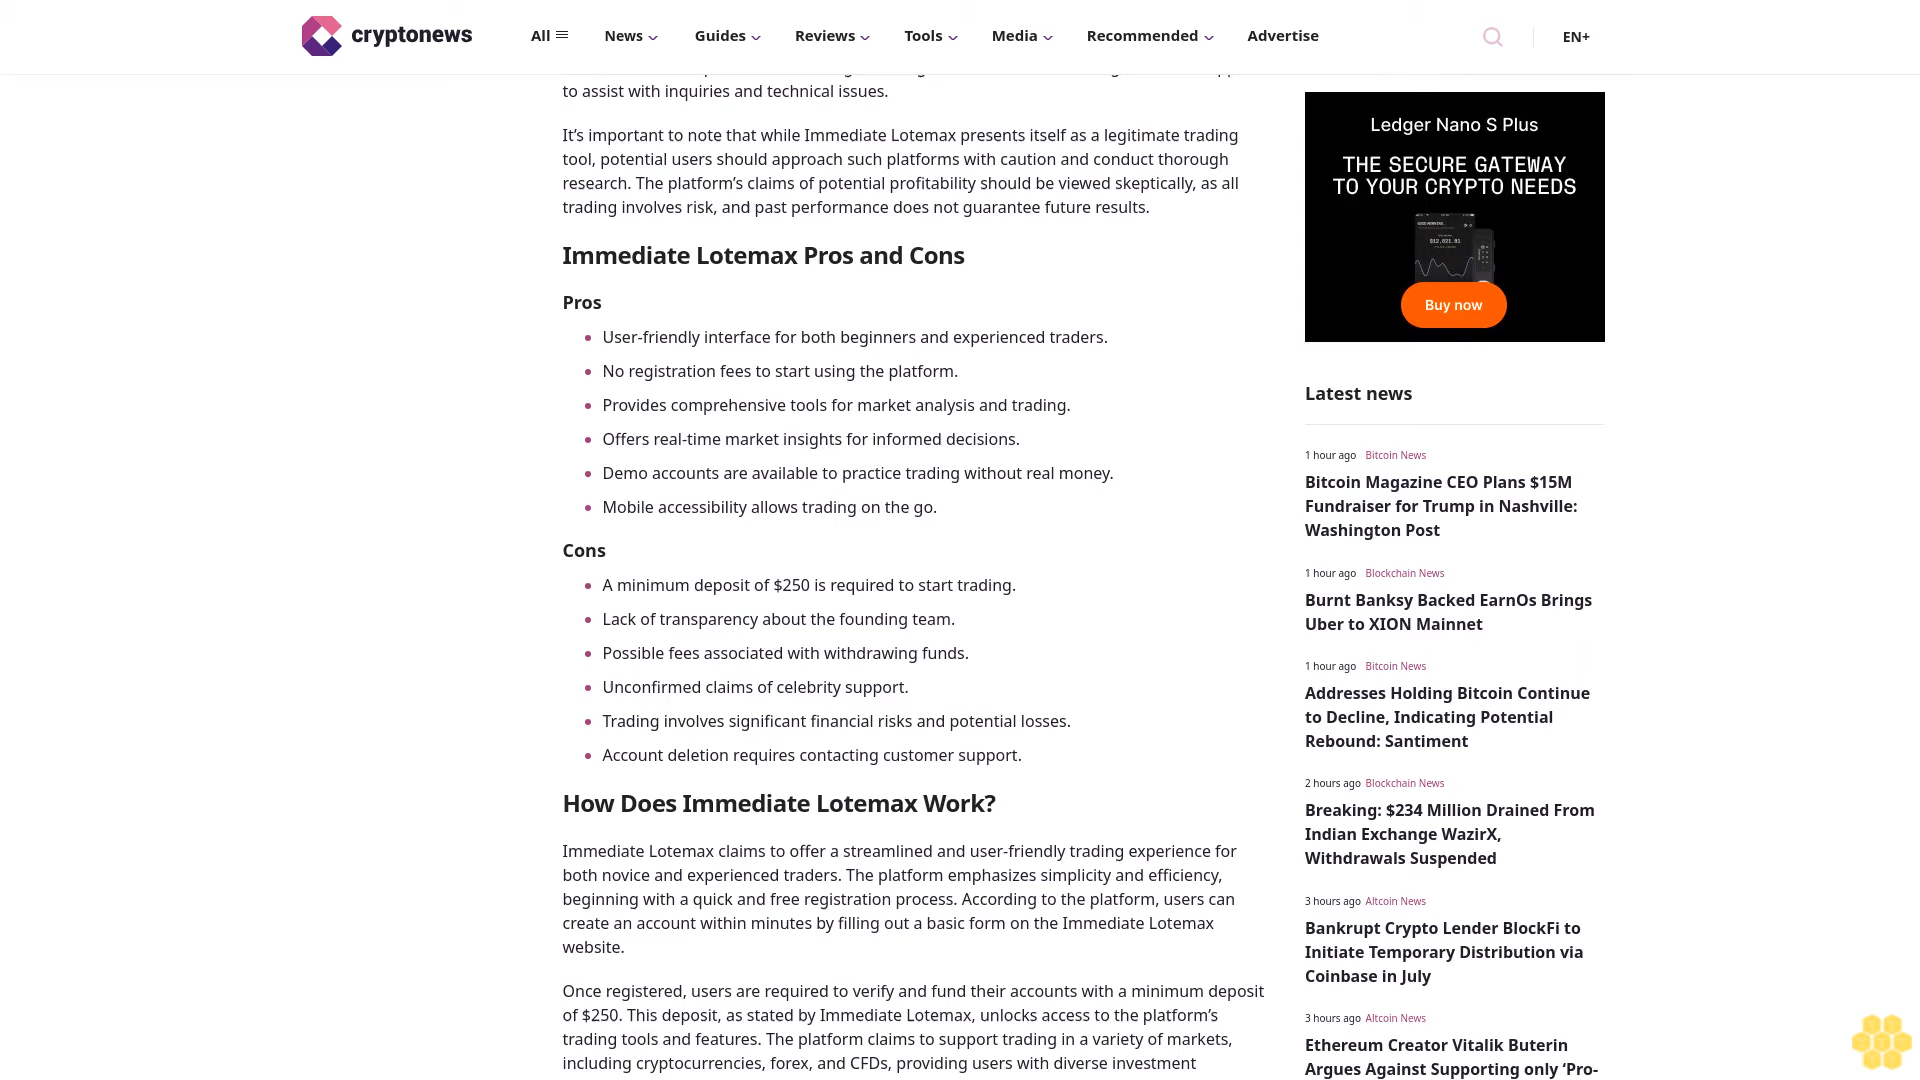 cryptonews
All
News
Guides
Reviews
Tools
Media
Recommended
Advertise
EN+
to assist with inquiries and technical issues.
It’s important to note that while Immediate Lotemax presents itself as a legitimate trading
tool, potential users should approach such platforms with caution and conduct thorough
research. The platform’s claims of potential profitability should be viewed skeptically, as all
trading involves risk, and past performance does not guarantee future results.
Immediate Lotemax Pros and Cons
Pros
User-friendly interface for both beginners and experienced traders.
No registration fees to start using the platform.
Provides comprehensive tools for market analysis and trading.
Offers real-time market insights for informed decisions.
Demo accounts are available to practice trading without real money.
Mobile accessibility allows trading on the go.
Cons
A minimum deposit of $250 is required to start trading.
Lack of transparency about the founding team.
Possible fees associated with withdrawing funds.
Unconfirmed claims of celebrity support.
Trading involves significant financial risks and potential losses.
Account deletion requires contacting customer support.
How Does Immediate Lotemax Work?
Immediate Lotemax claims to offer a streamlined and user-friendly trading experience for
both novice and experienced traders. The platform emphasizes simplicity and efficiency,
beginning with a quick and free registration process. According to the platform, users can
create an account within minutes by filling out a basic form on the Immediate Lotemax
website.
Once registered, users are required to verify and fund their accounts with a minimum deposit
of $250. This deposit, as stated by Immediate Lotemax, unlocks access to the platform’s
trading tools and features. The platform claims to support trading in a variety of markets,
including cryptocurrencies, forex, and CFDs, providing users with diverse investment
Ledger Nano S Plus
THE SECURE GATEWAY
TO YOUR CRYPTO NEEDS
$12,021.81
Buy now
Latest news
1 hour ago Bitcoin News
Bitcoin Magazine CEO Plans $15M
Fundraiser for Trump in Nashville:
Washington Post
1 hour ago Blockchain News
Burnt Banksy Backed EarnOs Brings
Uber to XION Mainnet
1 hour ago Bitcoin News
Addresses Holding Bitcoin Continue
to Decline, Indicating Potential
Rebound: Santiment
2 hours ago Blockchain News
Breaking: $234 Million Drained From
Indian Exchange WazirX,
Withdrawals Suspended
3 hours ago Altcoin News
Bankrupt Crypto Lender BlockFi to
Initiate Temporary Distribution via
Coinbase in July
3 hours ago Altcoin News
Ethereum Creator Vitalik Buterin
Argues Against Supporting only ‘Pro-